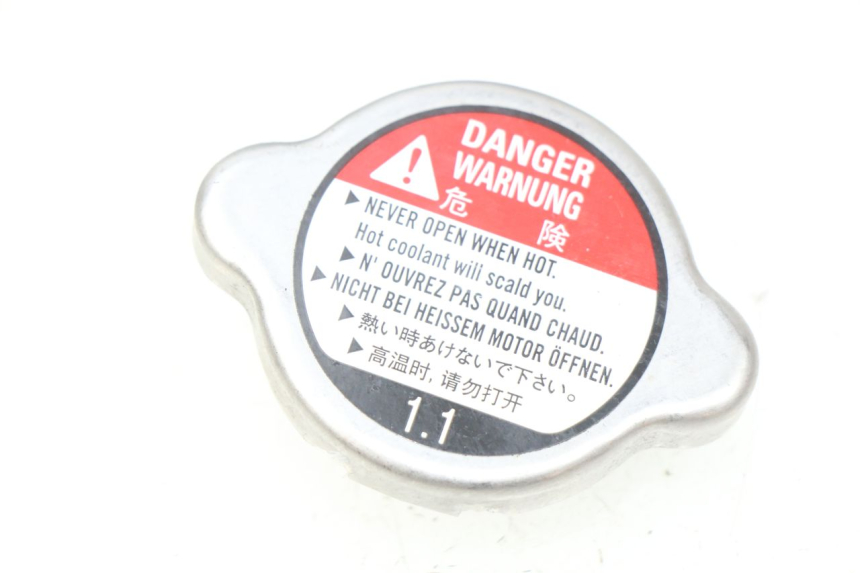 DANGER
WARNUNG
危 険
▶ NEVER OPEN WHEN HOT.
Hot coolant will scald you.
▶ N' OUVREZ PAS QUAND CHAUD.
▶ NICHT BEI HEISSEM MOTOR ÖFFNEN.
▶ 熱い時あけないで下さい。
▶ 高温时, 请勿打开
1.1